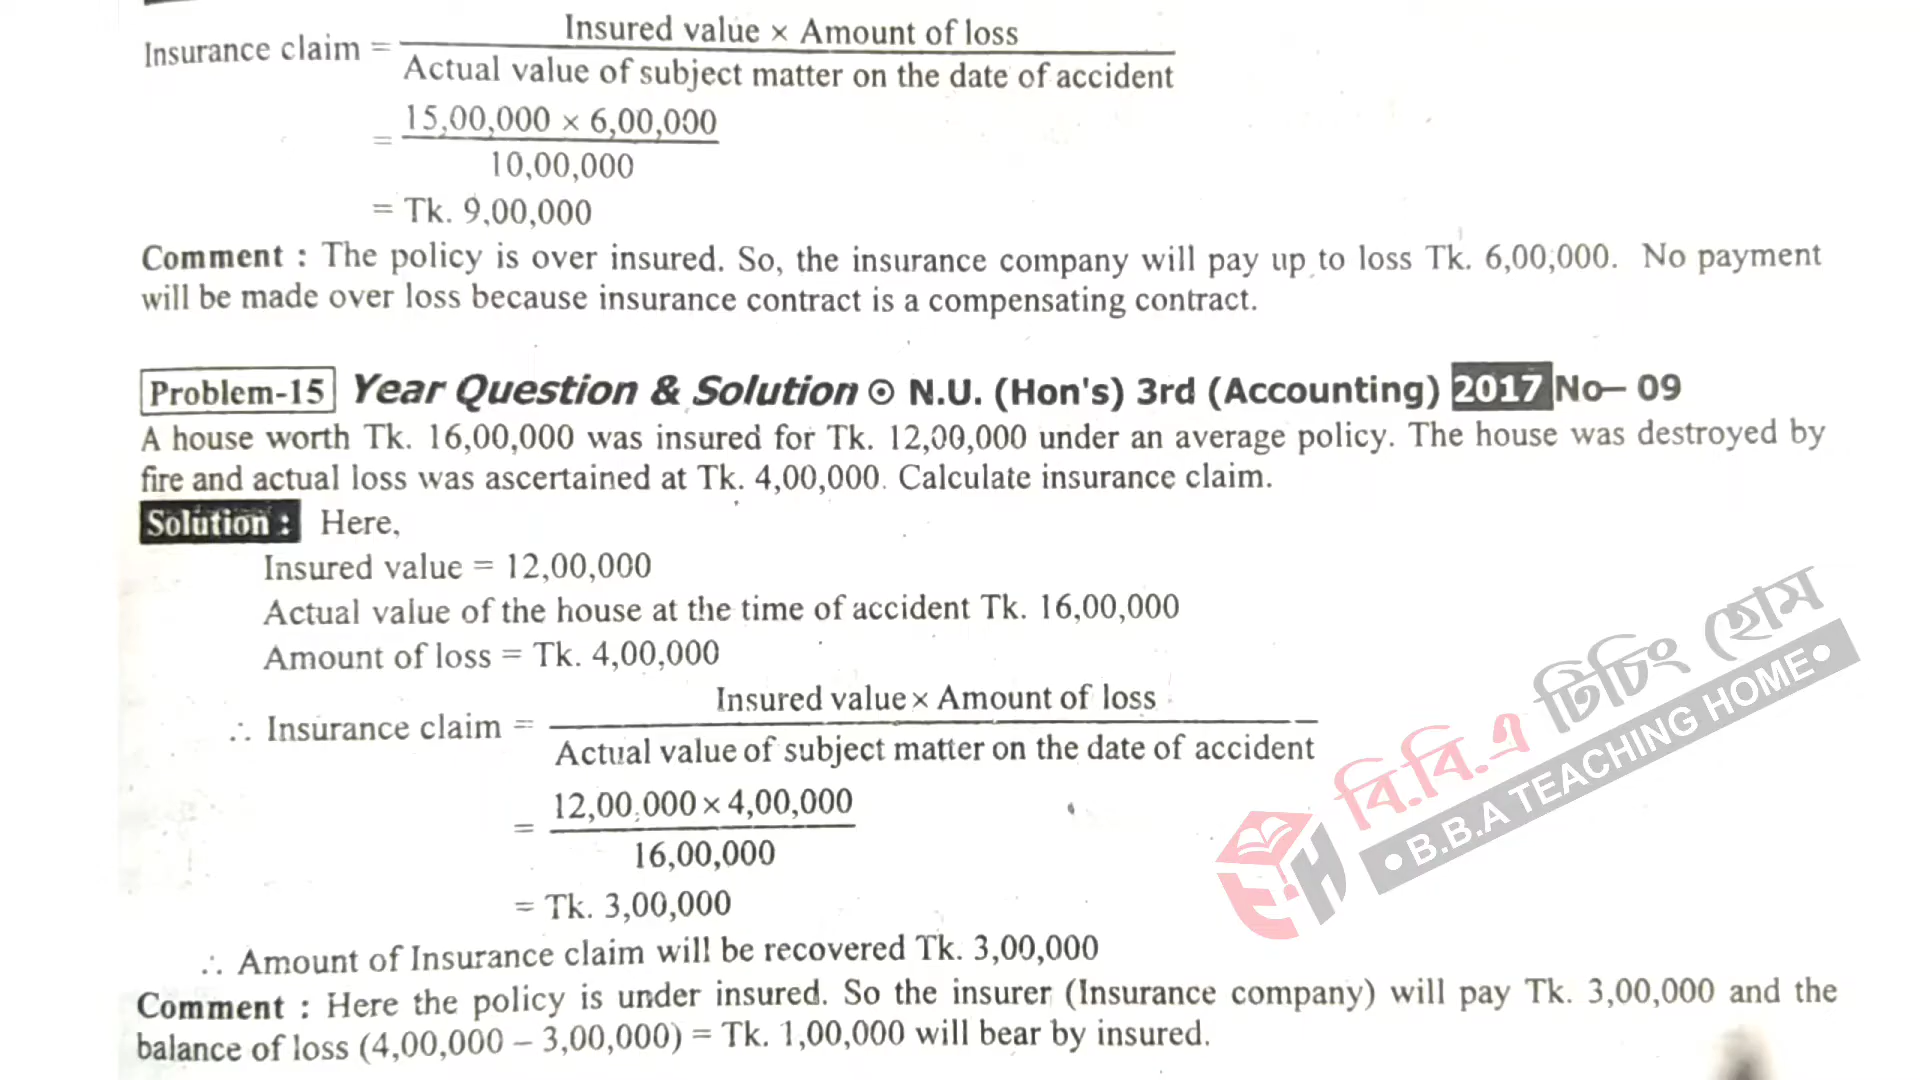 Insurance claim = Insured value × Amount of loss
Actual value of subject matter on the date of accident
= 15,00,000 × 6,00,000
10,00,000
= Tk. 9,00,000
Comment : The policy is over insured. So, the insurance company will pay up to loss Tk. 6,00,000. No payment
will be made over loss because insurance contract is a compensating contract.
Problem-15 Year Question & Solution ⊙ N.U. (Hon's) 3rd (Accounting) 2017 No– 09
A house worth Tk. 16,00,000 was insured for Tk. 12,00,000 under an average policy. The house was destroyed by
fire and actual loss was ascertained at Tk. 4,00,000. Calculate insurance claim.
Solution : Here,
Insured value = 12,00,000
Actual value of the house at the time of accident Tk. 16,00,000
Amount of loss = Tk. 4,00,000
∴ Insurance claim = Insured value × Amount of loss
Actual value of subject matter on the date of accident
= 12,00,000 × 4,00,000
16,00,000
= Tk. 3,00,000
∴ Amount of Insurance claim will be recovered Tk. 3,00,000
Comment : Here the policy is under insured. So the insurer (Insurance company) will pay Tk. 3,00,000 and the
balance of loss (4,00,000 – 3,00,000) = Tk. 1,00,000 will bear by insured.
বি.বি.এ টিচিং হোম
• B.B.A TEACHING HOME •